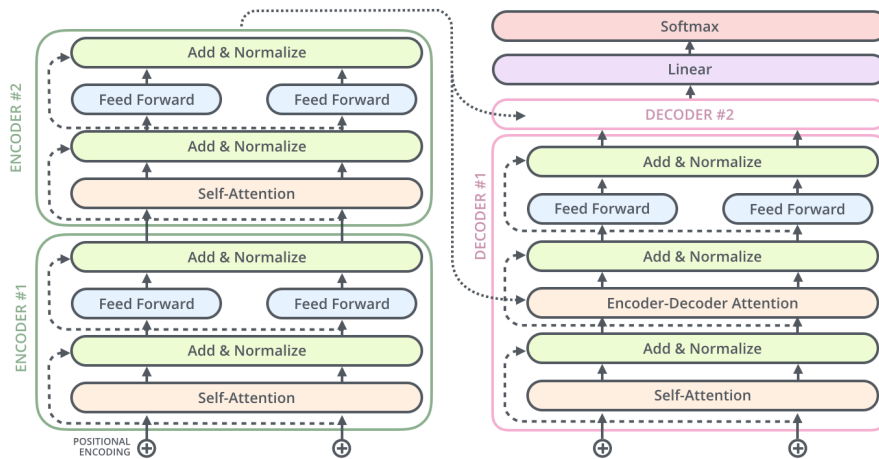 ENCODER #2
Add & Normalize
Feed Forward
Feed Forward
Add & Normalize
Self-Attention
ENCODER #1
Add & Normalize
Feed Forward
Feed Forward
Add & Normalize
Self-Attention
POSITIONAL
ENCODING
Softmax
Linear
DECODER #2
DECODER #1
Add & Normalize
Feed Forward
Feed Forward
Add & Normalize
Encoder-Decoder Attention
Add & Normalize
Self-Attention